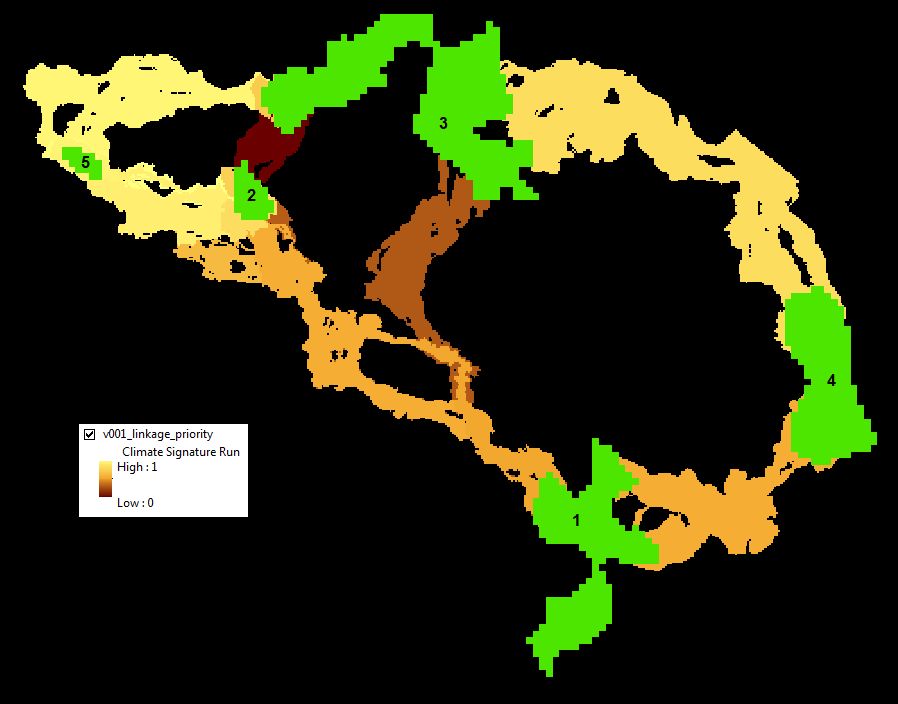 3
5
2
4
v001_linkage_priority
Climate Signature Run
High : 1
Low : 0
1